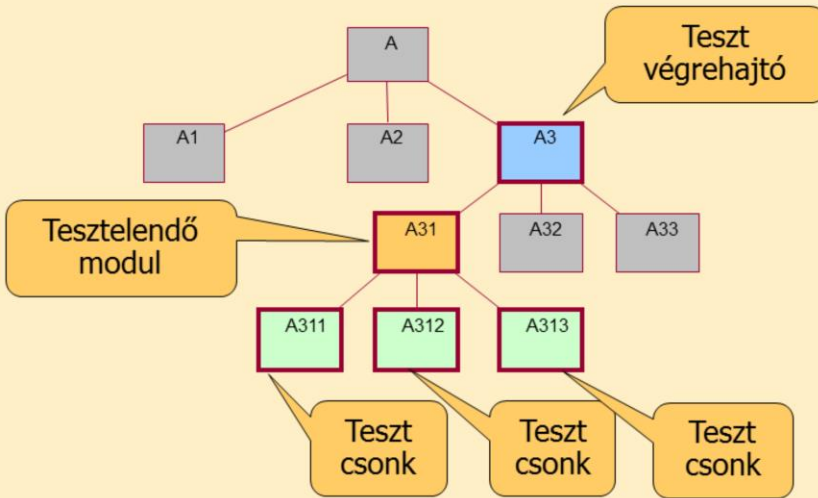 A
Teszt
végrehajtó
A1
A2
A3
Tesztelendő
modul
A31
A32
A33
A311
A312
A313
Teszt
csonk
Teszt
csonk
Teszt
csonk